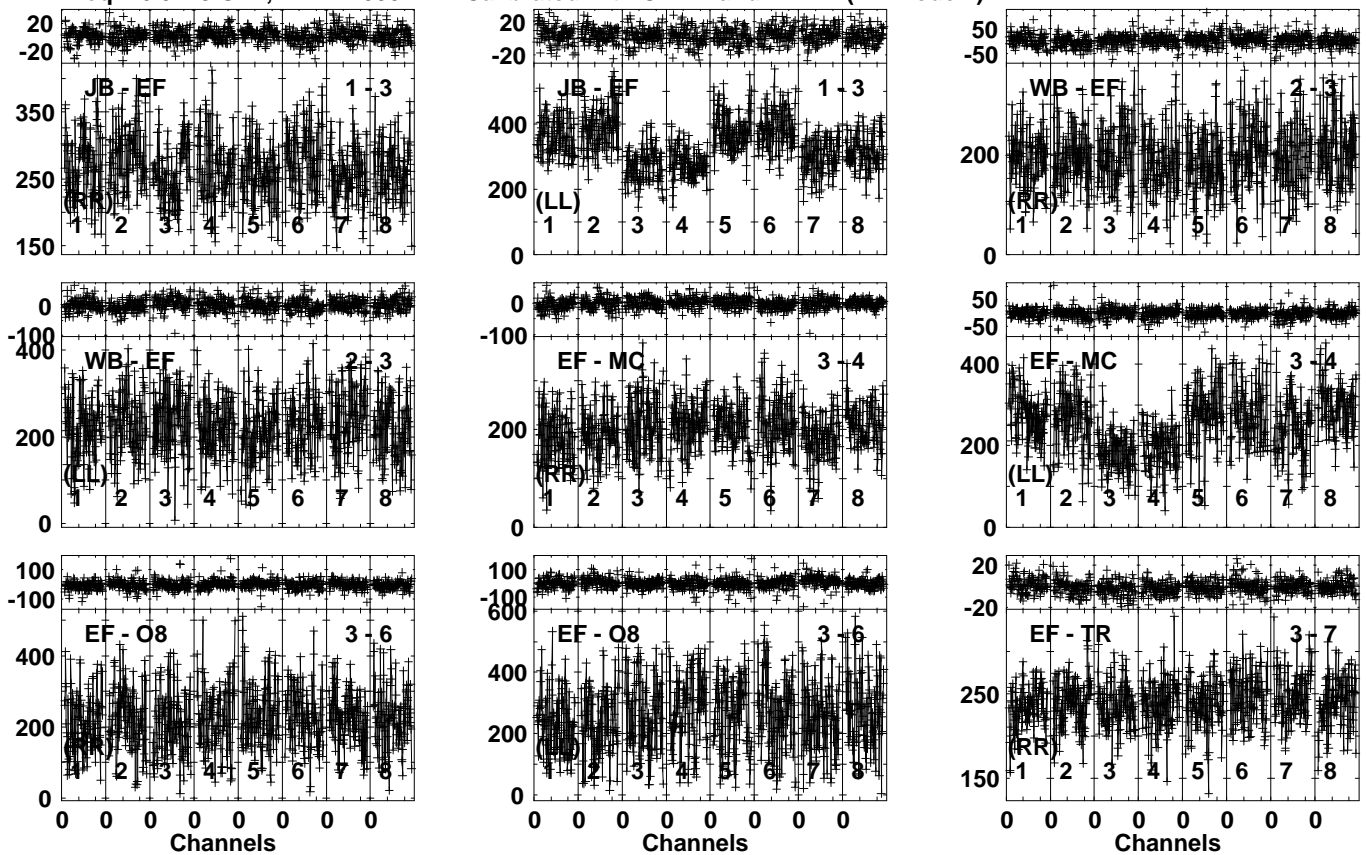 20 20 50
-20 -20 -50
JB - EF 1 - 3 JB - EF 1 - 3 WB - EF 2 - 3
350 400
250 200 200
(RR) (LL) (RR)
1 2 3 4 5 6 7 8 1 2 3 4 5 6 7 8 1 2 3 4 5 6 7 8
150 0 0
0 0 50
-100 -100 -50
400 400
WB - EF 2 - 3 EF - MC 3 - 4 EF - MC 3 - 4
200 200 200
(LL) (RR) (LL)
1 2 3 4 5 6 7 8 1 2 3 4 5 6 7 8 1 2 3 4 5 6 7 8
0 0 0
100 100 20
-100 -100 -20
600
EF - O8 3 - 6 EF - O8 3 - 6 EF - TR 3 - 7
400 400 250
200 200
(RR) (LL) (RR)
1 2 3 4 5 6 7 8 1 2 3 4 5 6 7 8 1 2 3 4 5 6 7 8
0 0 150
0 0 0 0 0 0 0 0 0 0 0 0 0 0 0 0 0 0 0 0 0 0 0 0
Channels Channels Channels